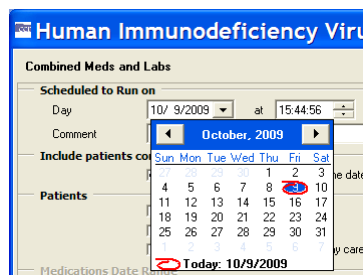 Human Immunodeficiency Viru
Combined Meds and Labs
Scheduled to Run on
Day 10/ 9/2009 at 15:44:56
Comment
October, 2009
Sun Mon Tue Wed Thu Fri Sat
27 28 29 30 1 2 3
4 5 6 7 8 9 10
11 12 13 14 15 16 17
18 19 20 21 22 23 24
25 26 27 28 29 30 31
1 2 3 4 5 6 7
Today: 10/9/2009
Include patients co
e date
Patients
y care
Medications Date Range